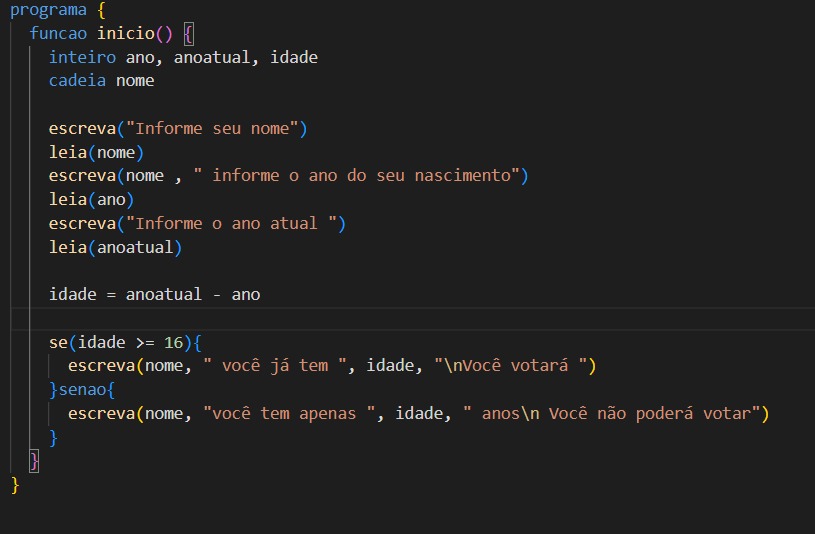 programa {
funcao inicio() {
inteiro ano, anoatual, idade
cadeia nome
escreva("Informe seu nome")
leia(nome)
escreva(nome , " informe o ano do seu nascimento")
leia(ano)
escreva("Informe o ano atual ")
leia(anoatual)
idade = anoatual - ano
se(idade >= 16){
escreva(nome, " você já tem ", idade, "\nVocê votará ")
}senao{
escreva(nome, "você tem apenas ", idade, " anos\n Você não poderá votar")
}
}
}